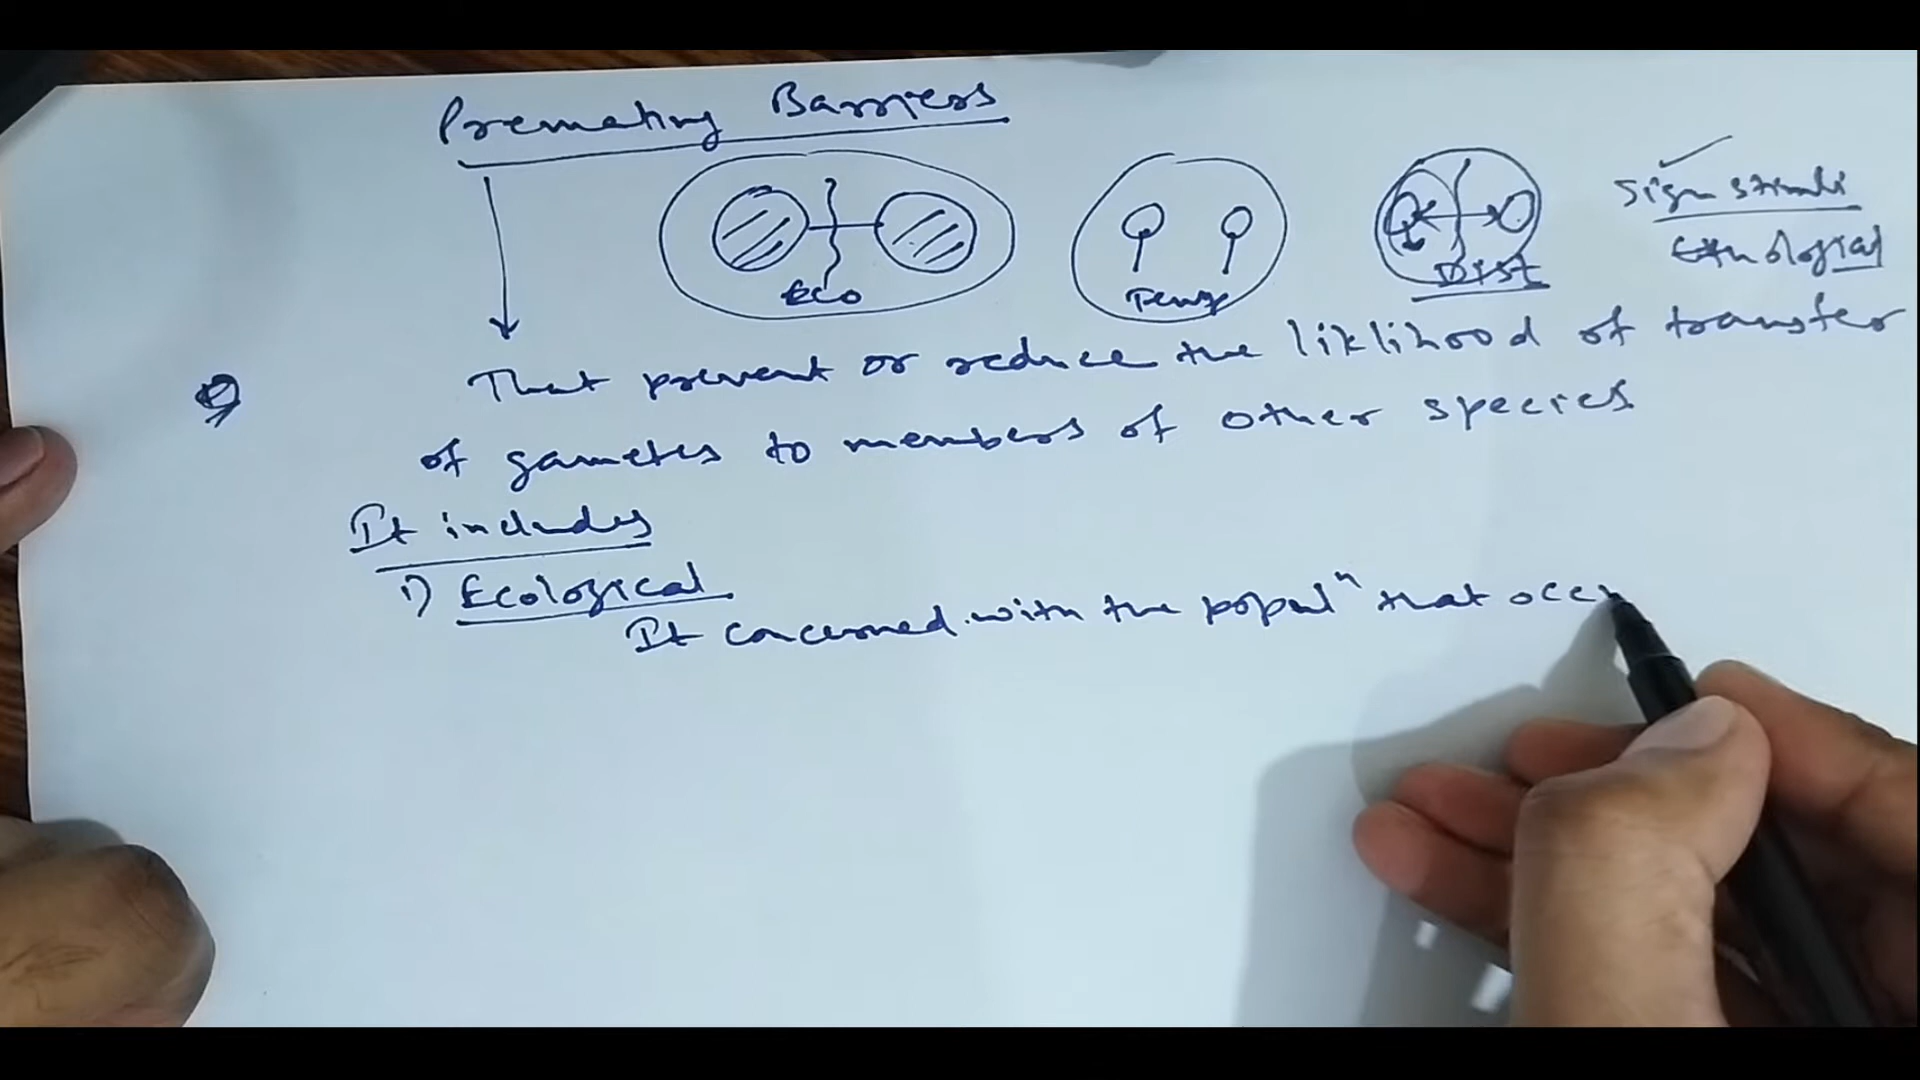 Premating Barriers
Eco
Temp
Dist
Sign stimuli
Ethological
That prevent or reduce the liklihood of transfer
of gametes to members of other species
It includes
1) Ecological
It concerned with the popul^n that occu